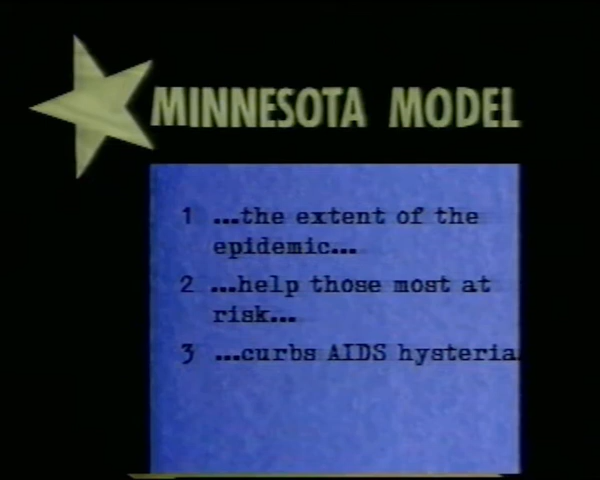 MINNESOTA MODEL
1 ...the extent of the
epidemic...
2 ...help those most at
risk...
3 ...curbs AIDS hysteria